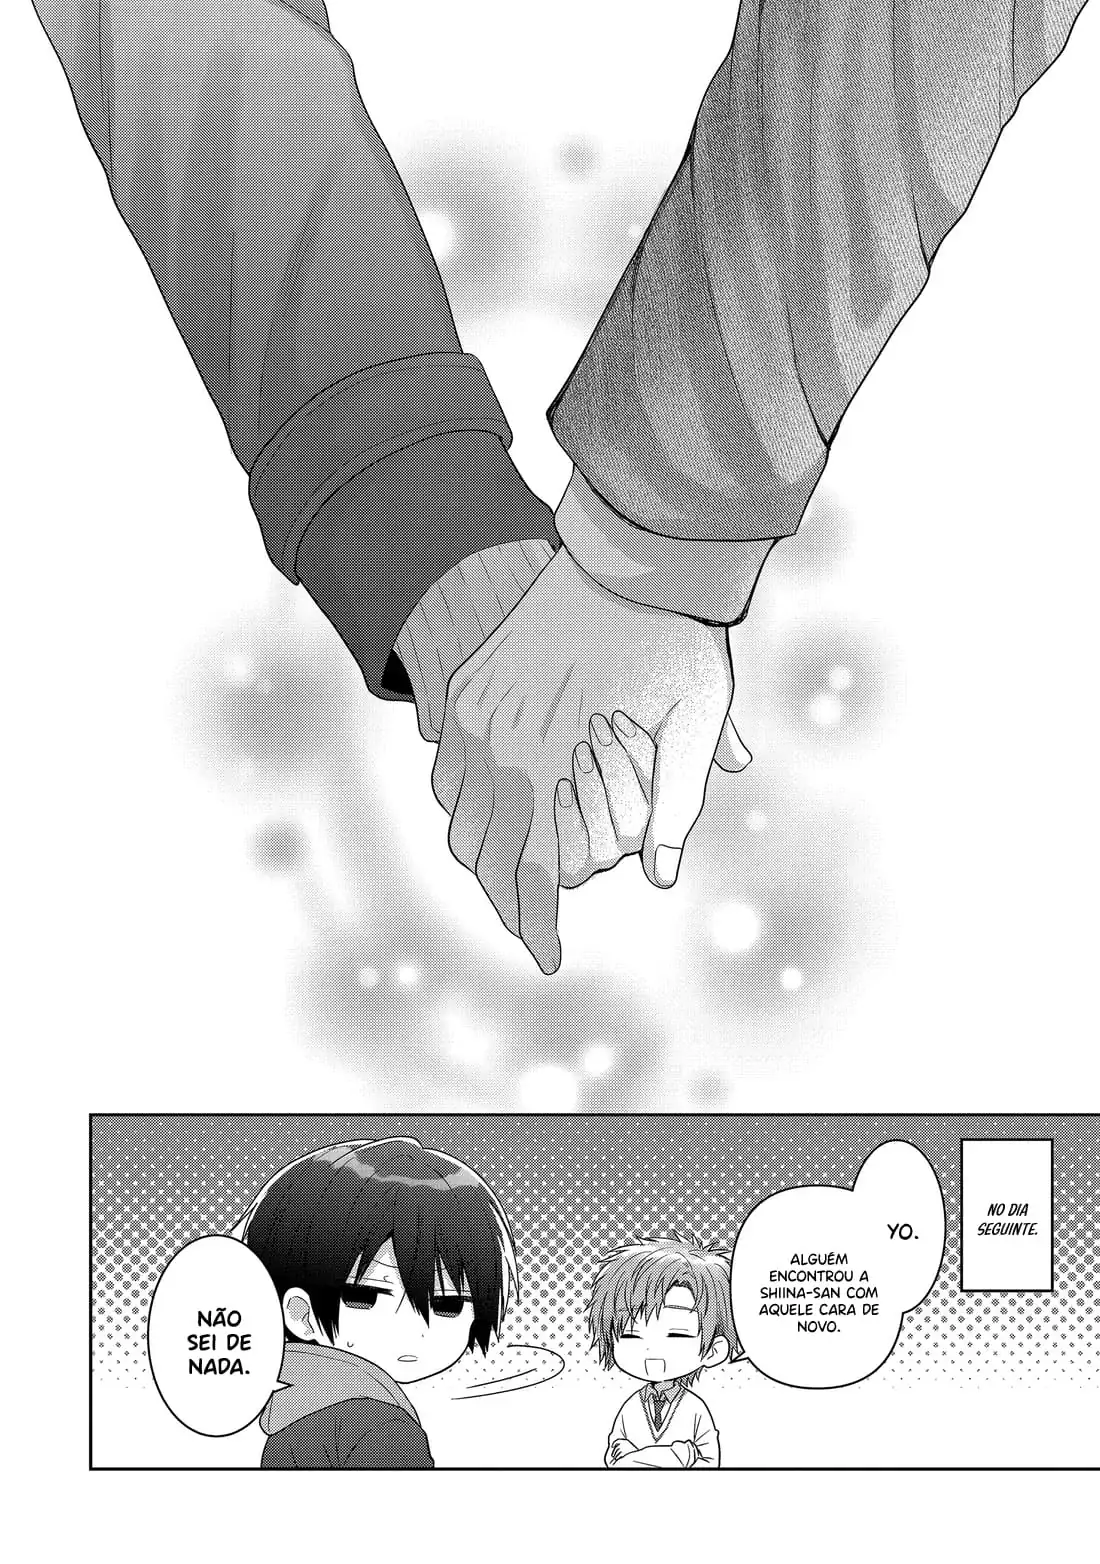 NO DIA
SEGUINTE.
YO.
ALGUÉM
ENCONTROU A
SHIINA-SAN COM
AQUELE CARA DE
NOVO.
NÃO
SEI DE
NADA.